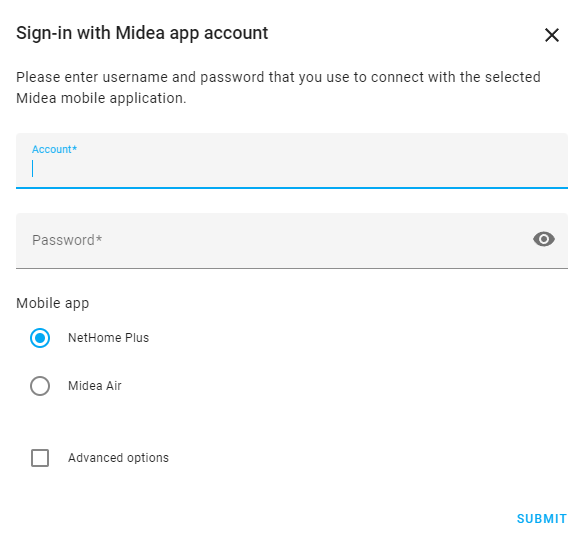 Sign-in with Midea app account
Please enter username and password that you use to connect with the selected
Midea mobile application.
Account*
Password*
Mobile app
NetHome Plus
Midea Air
Advanced options
SUBMIT